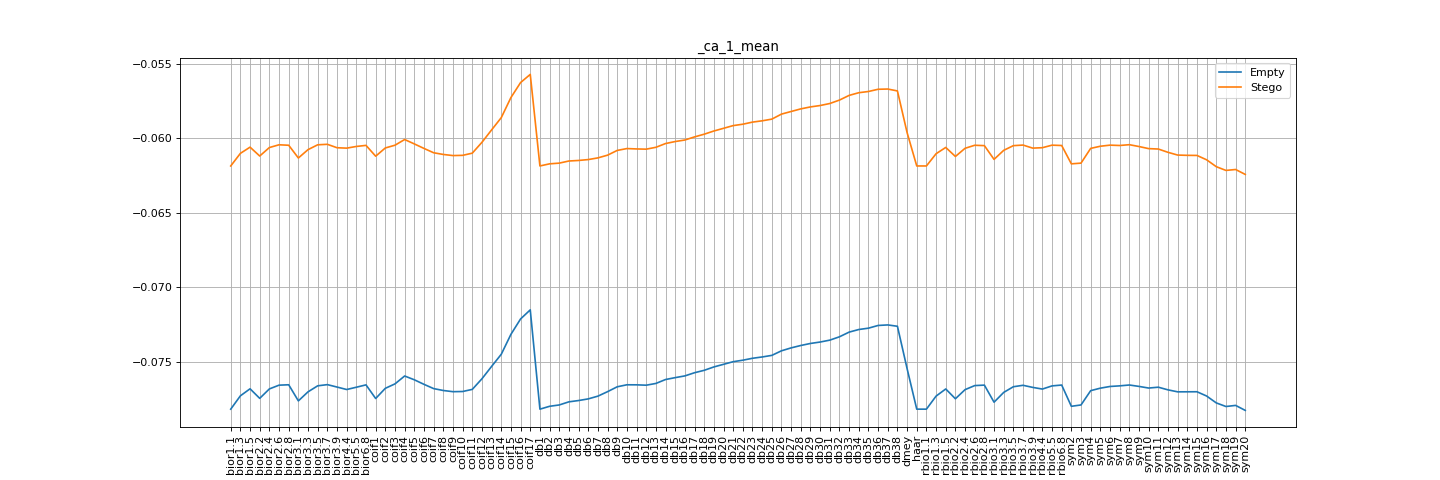 _ca_1_mean
Empty
Stego
−0.055
−0.060
−0.065
−0.070
−0.075
bior1.1
bior1.3
bior1.5
bior2.2
bior2.4
bior2.6
bior2.8
bior3.1
bior3.3
bior3.5
bior3.7
bior3.9
bior4.4
bior5.5
bior6.8
coif1
coif2
coif3
coif4
coif5
coif6
coif7
coif8
coif9
coif10
coif11
coif12
coif13
coif14
coif15
coif16
coif17
db1
db2
db3
db4
db5
db6
db7
db8
db9
db10
db11
db12
db13
db14
db15
db16
db17
db18
db19
db20
db21
db22
db23
db24
db25
db26
db27
db28
db29
db30
db31
db32
db33
db34
db35
db36
db37
db38
dmey
haar
rbio1.1
rbio1.3
rbio1.5
rbio2.2
rbio2.4
rbio2.6
rbio2.8
rbio3.1
rbio3.3
rbio3.5
rbio3.7
rbio3.9
rbio4.4
rbio5.5
rbio6.8
sym2
sym3
sym4
sym5
sym6
sym7
sym8
sym9
sym10
sym11
sym12
sym13
sym14
sym15
sym16
sym17
sym18
sym19
sym20